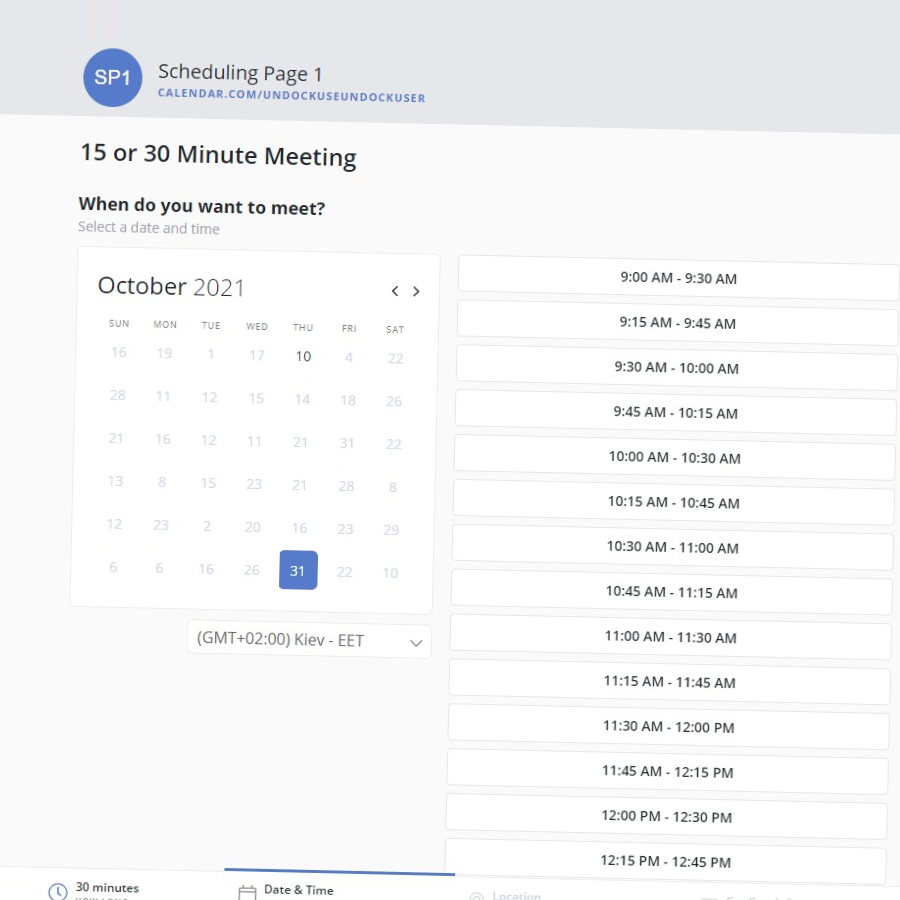 SP1
Scheduling Page 1
CALENDAR.COM/UNDOCKUSEUNDOCKUSER
15 or 30 Minute Meeting
When do you want to meet?
Select a date and time
October 2021
SUN MON TUE WED THU FRI SAT
16 19 1 17 10 4 22
28 11 12 15 14 18 26
21 16 12 11 21 31 22
13 8 15 23 21 28 8
12 23 2 20 16 23 29
6 6 16 26 31 22 10
(GMT+02:00) Kiev - EET
9:00 AM - 9:30 AM
9:15 AM - 9:45 AM
9:30 AM - 10:00 AM
9:45 AM - 10:15 AM
10:00 AM - 10:30 AM
10:15 AM - 10:45 AM
10:30 AM - 11:00 AM
10:45 AM - 11:15 AM
11:00 AM - 11:30 AM
11:15 AM - 11:45 AM
11:30 AM - 12:00 PM
11:45 AM - 12:15 PM
12:00 PM - 12:30 PM
12:15 PM - 12:45 PM
30 minutes
Date & Time
Location